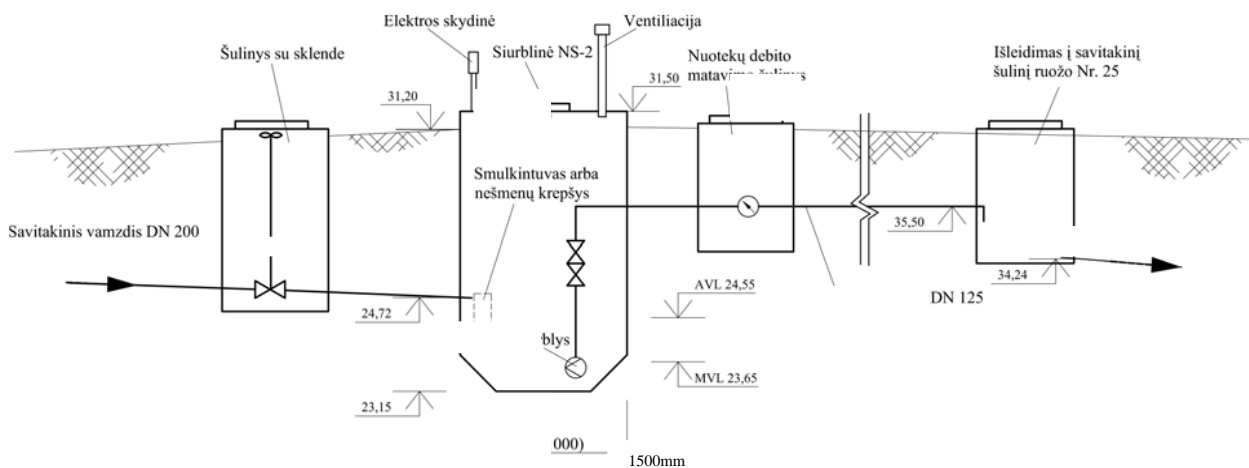 Elektros skydinė
Ventiliacija
Šulinys su sklende
Siurblinė NS-2
Nuotekų debito
Išleidimas į savitakinį
šulinį ruožo Nr. 25
31,20
31,50
Smulkintuvas arba
nešmenų krepšys
Savitakinis vamzdis DN 200
35,50
34,24
DN 125
24,72
AVL 24,55
MVL 23,65
23,15
000)
1500mm